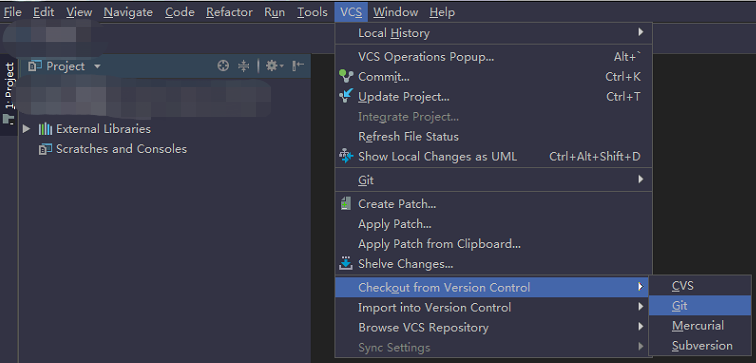 File Edit View Navigate Code Refactor Run Tools VCS Window Help
Local History
1: Project
Project
VCS Operations Popup... Alt+`
Commit... Ctrl+K
Update Project... Ctrl+T
Integrate Project...
External Libraries
Refresh File Status
Scratches and Consoles
Show Local Changes as UML Ctrl+Alt+Shift+D
Git
Create Patch...
Apply Patch...
Apply Patch from Clipboard...
Shelve Changes...
Checkout from Version Control
CVS
Import into Version Control
Git
Browse VCS Repository
Mercurial
Sync Settings
Subversion